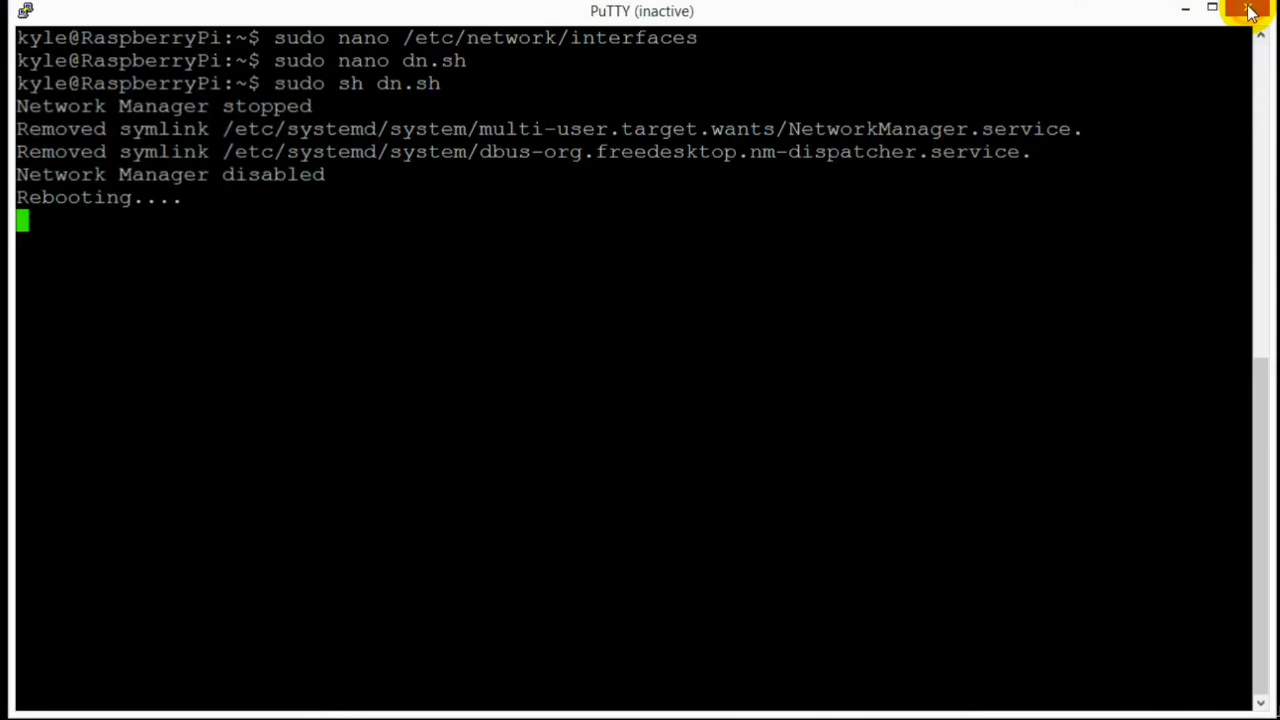 PuTTY (inactive)
kyle@RaspberryPi:~$ sudo nano /etc/network/interfaces
kyle@RaspberryPi:~$ sudo nano dn.sh
kyle@RaspberryPi:~$ sudo sh dn.sh
Network Manager stopped
Removed symlink /etc/systemd/system/multi-user.target.wants/NetworkManager.service.
Removed symlink /etc/systemd/system/dbus-org.freedesktop.nm-dispatcher.service.
Network Manager disabled
Rebooting....